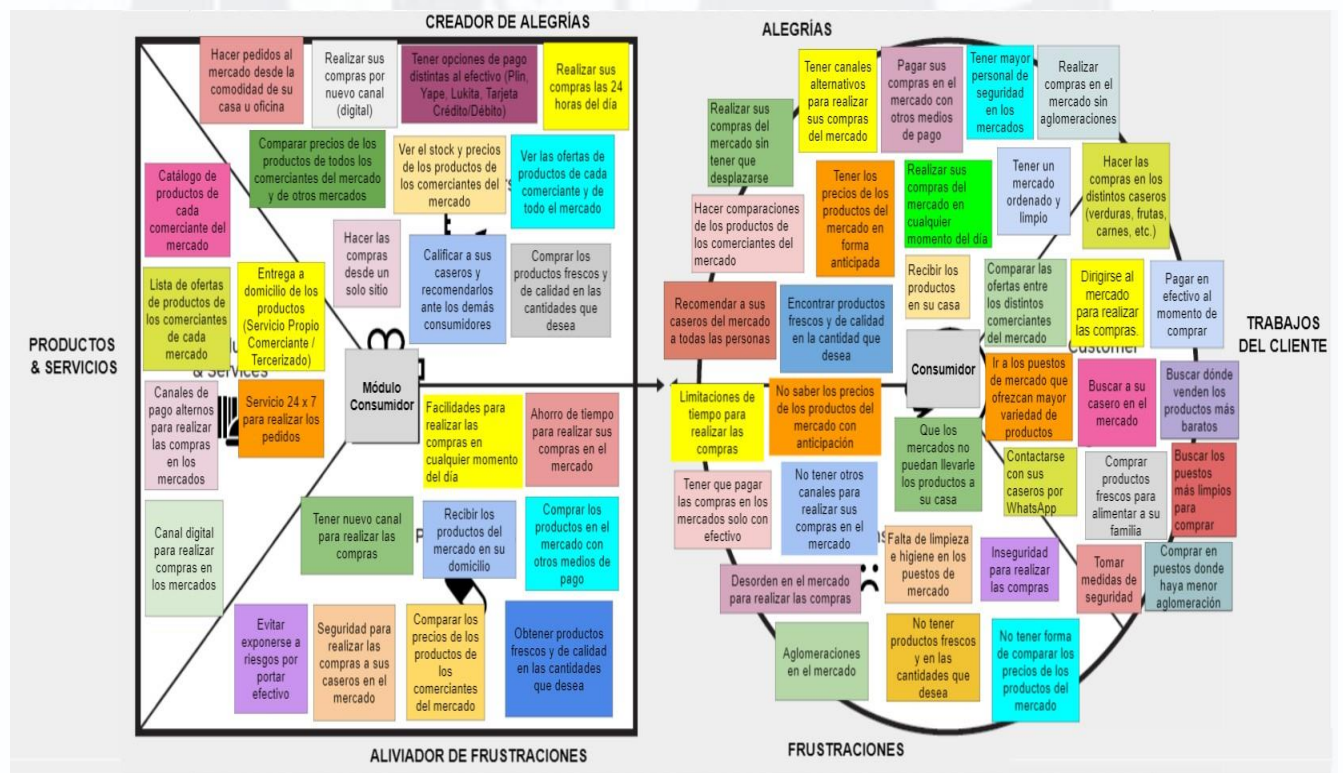 CREADOR DE ALEGRÍAS
Hacer pedidos al
mercado desde la
comodidad de su
casa u oficina
Realizar sus
compras por
nuevo canal
(digital)
Tener opciones de pago
distintas al efectivo (Plin,
Yape, Lukita, Tarjeta
Crédito/Débito)
Realizar sus
compras las 24
horas del día
Comparar precios de los
productos de todos los
comerciantes del mercado
y de otros mercados
Ver el stock y precios
de los productos de
los comerciantes del
mercado
Ver las ofertas de
productos de cada
comerciante y de
todo el mercado
Catálogo de
productos de
cada
comerciante del
mercado
Hacer las
compras desde
un solo sitio
Calificar a sus
caseros y
recomendarlos
ante los demás
consumidores
Comprar los
productos frescos y
de calidad en las
cantidades que
desea
Lista de ofertas
de productos de
los comerciantes
de cada
mercado
Entrega a
domicilio de los
productos
(Servicio Propio
Comerciante /
Tercerizado)
PRODUCTOS
& SERVICIOS
& Services
Canales de
pago alternos
para realizar
las compras
en los
mercados
Servicio 24 x 7
para realizar los
pedidos
Módulo
Consumidor
Facilidades para
realizar las
compras en
cualquier momento
del día
Ahorro de tiempo
para realizar sus
compras en el
mercado
Canal digital
para realizar
compras en
los mercados
Tener nuevo canal
para realizar las
compras
Recibir los
productos del
mercado en su
domicilio
Comprar los
productos en el
mercado con
otros medios de
pago
Evitar
exponerse a
riesgos por
portar
efectivo
Seguridad para
realizar las
compras a sus
caseros en el
mercado
Comparar los
precios de los
productos de
los
comerciantes
del mercado
Obtener productos
frescos y de calidad
en las cantidades
que desea
ALIVIADOR DE FRUSTRACIONES
ALEGRÍAS
Tener canales
alternativos
para realizar
sus compras
del mercado
Pagar sus
compras en el
mercado con
otros medios
de pago
Tener mayor
personal de
seguridad
en los
mercados
Realizar
compras en el
mercado sin
aglomeraciones
Realizar sus
compras del
mercado sin
tener que
desplazarse
Tener los
precios de los
productos del
mercado en
forma
anticipada
Realizar sus
compras del
mercado en
cualquier
momento del día
Tener un
mercado
ordenado y
limpio
Hacer las
compras en los
distintos caseros
(verduras, frutas,
carnes, etc.)
Hacer comparaciones
de los productos de
los comerciantes del
mercado
Recibir los
productos
en su casa
Comparar las
ofertas entre
los distintos
comerciantes
del mercado
Dirigirse al
mercado
para realizar
las compras.
Pagar en
efectivo al
momento de
comprar
Recomendar a sus
caseros del mercado
a todas las personas
Encontrar productos
frescos y de calidad
en la cantidad que
desea
TRABAJOS
DEL CLIENTE
Customer
Consumidor
Limitaciones de
tiempo para
realizar las
compras
No saber los precios
de los productos del
mercado con
anticipación
Ir a los puestos
de mercado que
ofrezcan mayor
variedad de
productos
Buscar a su
casero en el
mercado
Buscar dónde
venden los
productos más
baratos
Que los
mercados no
puedan llevarle
los productos a
su casa
Tener que pagar
las compras en los
mercados solo con
efectivo
No tener otros
canales para
realizar sus
compras en el
mercado
Contactarse
con sus
caseros por
WhatsApp
Comprar
productos
frescos para
alimentar a su
familia
Buscar los
puestos
más limpios
para
comprar
Desorden en el mercado
para realizar las compras
Falta de limpieza
e higiene en los
puestos de
mercado
Inseguridad
para realizar
las compras
Tomar
medidas de
seguridad
Comprar en
puestos donde
haya menor
aglomeración
Aglomeraciones
en el mercado
No tener
productos frescos
y en las
cantidades que
desea
No tener forma
de comparar los
precios de los
productos del
mercado
FRUSTRACIONES